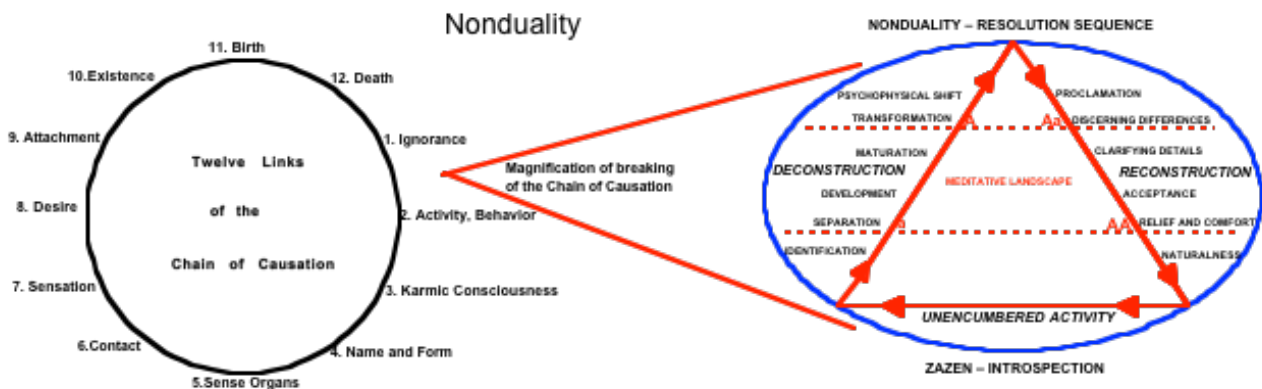 Nonduality
11. Birth
10.Existence
12. Death
9. Attachment
1. Ignorance
Twelve Links
of the
Chain of Causation
8. Desire
2. Activity, Behavior
7. Sensation
3. Karmic Consciousness
6.Contact
4. Name and Form
5.Sense Organs
Magnification of breaking
of the Chain of Causation
NONDUALITY – RESOLUTION SEQUENCE
PSYCHOPHYSICAL SHIFT
PROCLAMATION
TRANSFORMATION
A
Aa
DISCERNING DIFFERENCES
MATURATION
CLARIFYING DETAILS
DECONSTRUCTION
RECONSTRUCTION
MEDITATIVE LANDSCAPE
DEVELOPMENT
ACCEPTANCE
SEPARATION
a
AA
RELIEF AND COMFORT
IDENTIFICATION
NATURALNESS
UNENCUMBERED ACTIVITY
ZAZEN – INTROSPECTION